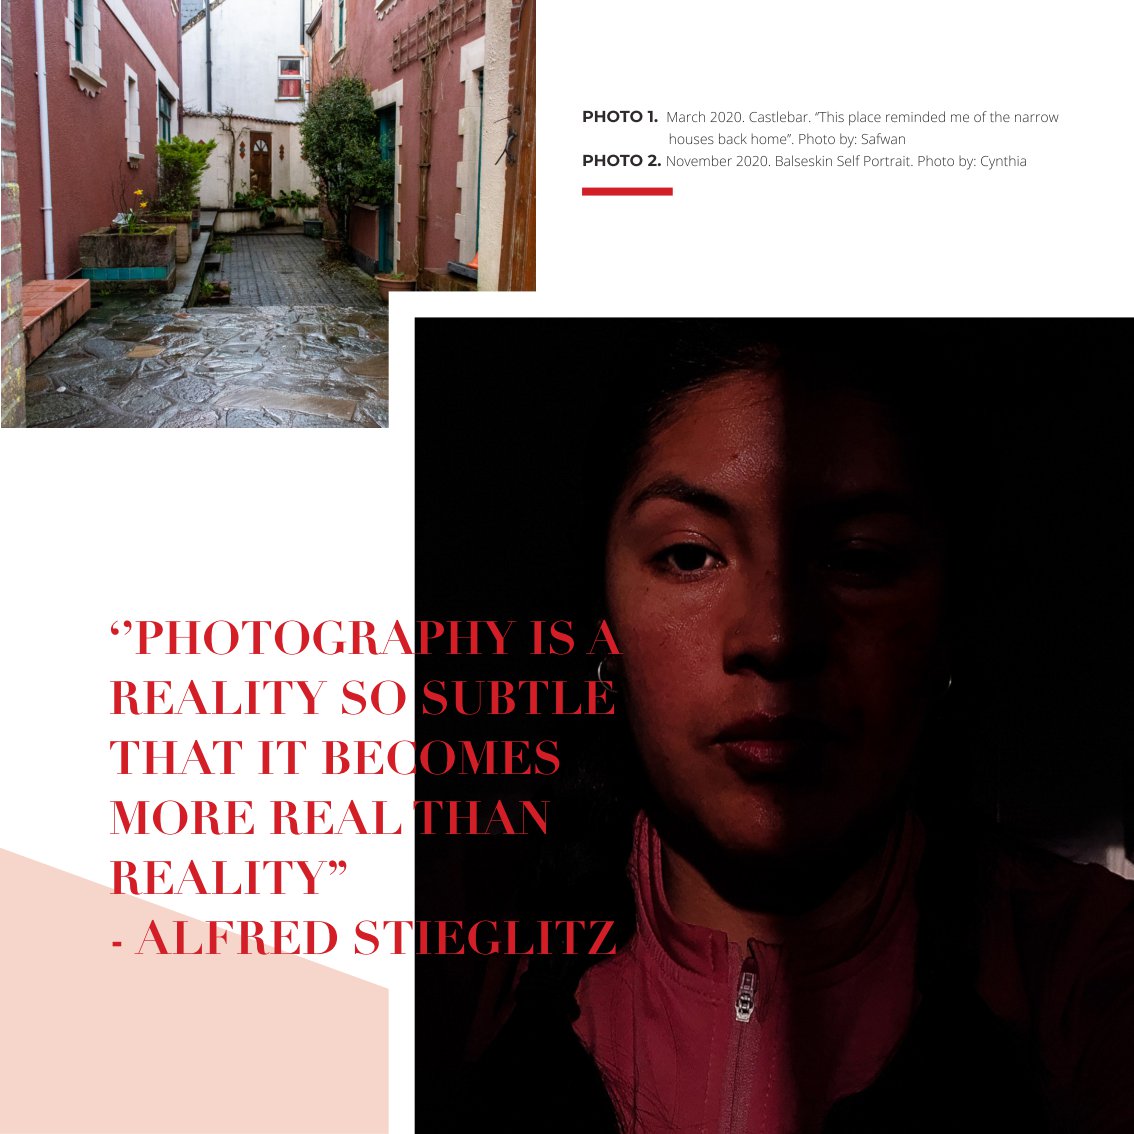 PHOTO 1. March 2020. Castlebar. ‘’This place reminded me of the narrow
houses back home”. Photo by: Safwan
PHOTO 2. November 2020. Balseskin Self Portrait. Photo by: Cynthia
‘’PHOTOGRAPHY IS A
REALITY SO SUBTLE
THAT IT BECOMES
MORE REAL THAN
REALITY”
- ALFRED STIEGLITZ